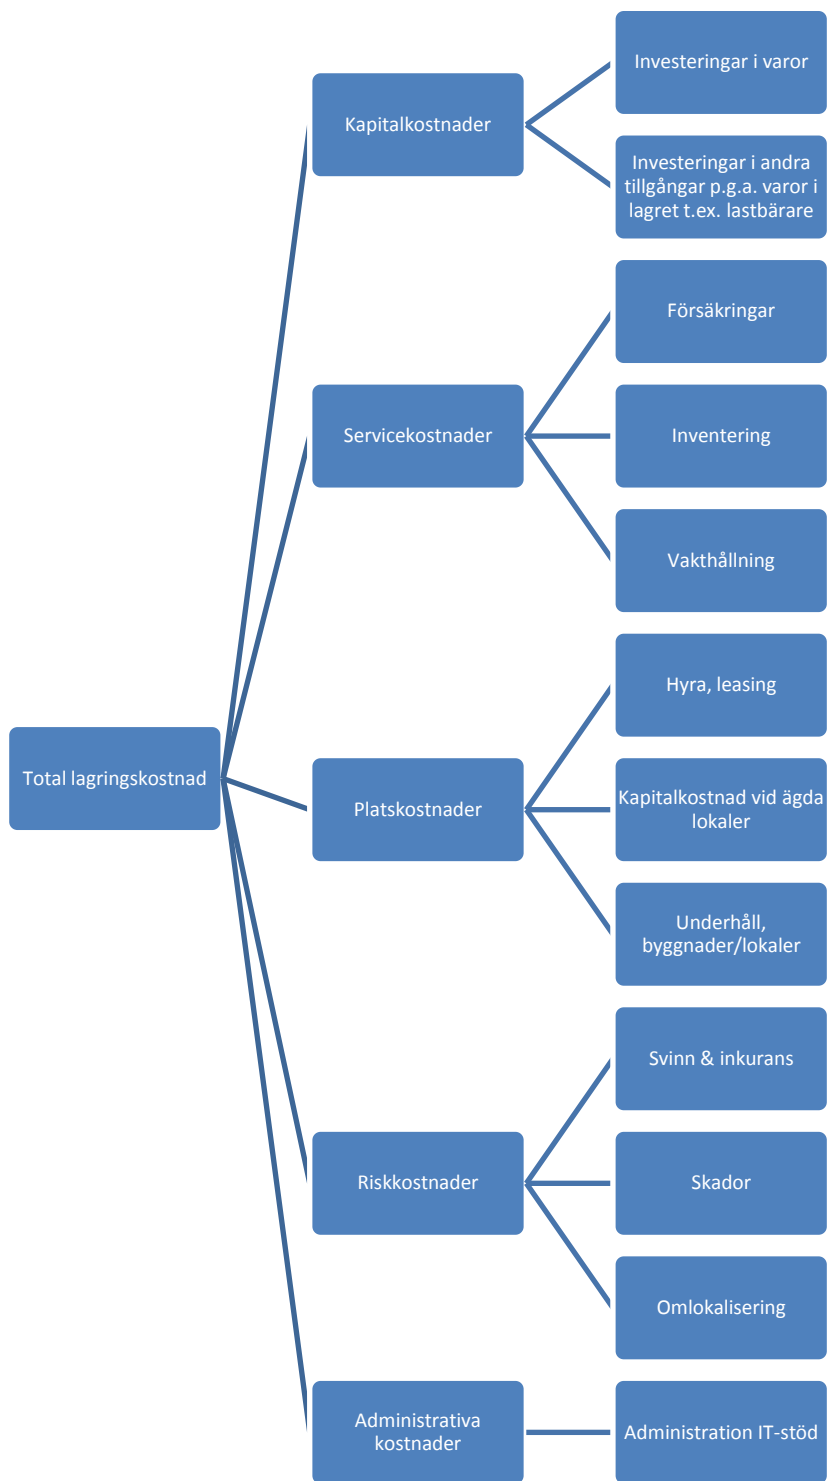 Total lagringskostnad
Kapitalkostnader
Investeringar i varor
Investeringar i andra
tillgångar p.g.a. varor i
lagret t.ex. lastbärare
Servicekostnader
Försäkringar
Inventering
Vakthållning
Platskostnader
Hyra, leasing
Kapitalkostnad vid ägda
lokaler
Underhåll,
byggnader/lokaler
Riskkostnader
Svinn & inkurans
Skador
Omlokalisering
Administrativa
kostnader
Administration IT-stöd